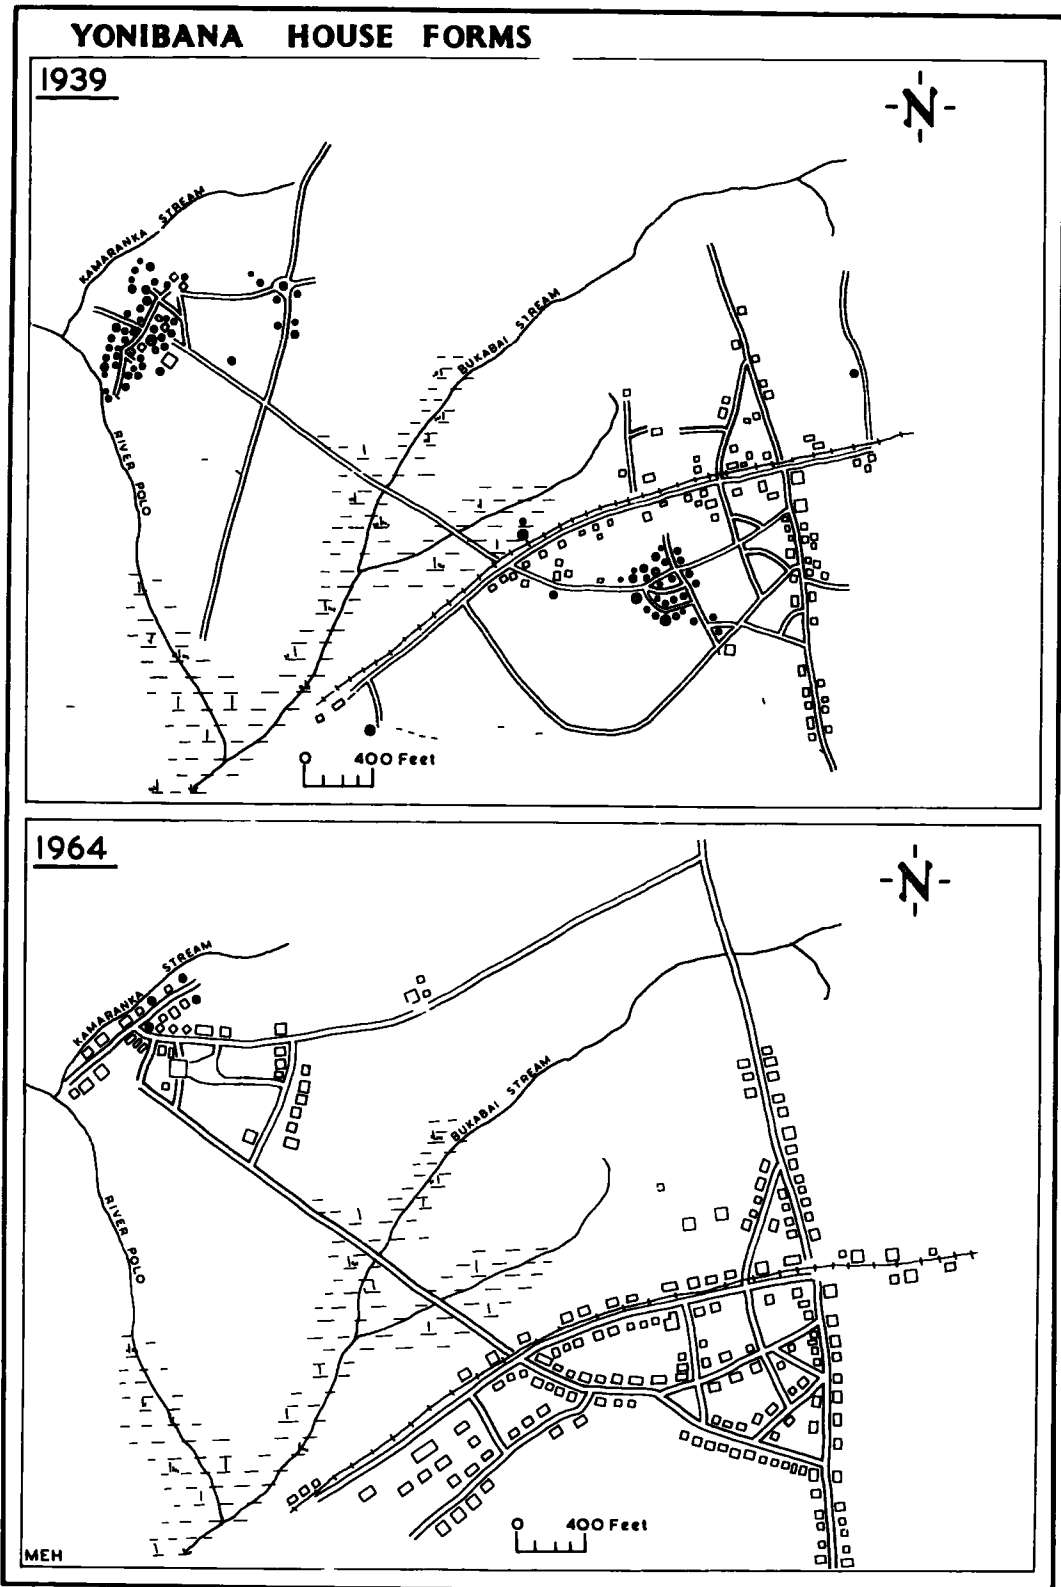 YONIBANA HOUSE FORMS
1939
N
KAMARANKA STREAM
BUKABAI STREAM
RIVER POLO
0 400 Feet
1964
N
KAMARANKA STREAM
BUKABAI STREAM
RIVER POLO
0 400 Feet
MEH